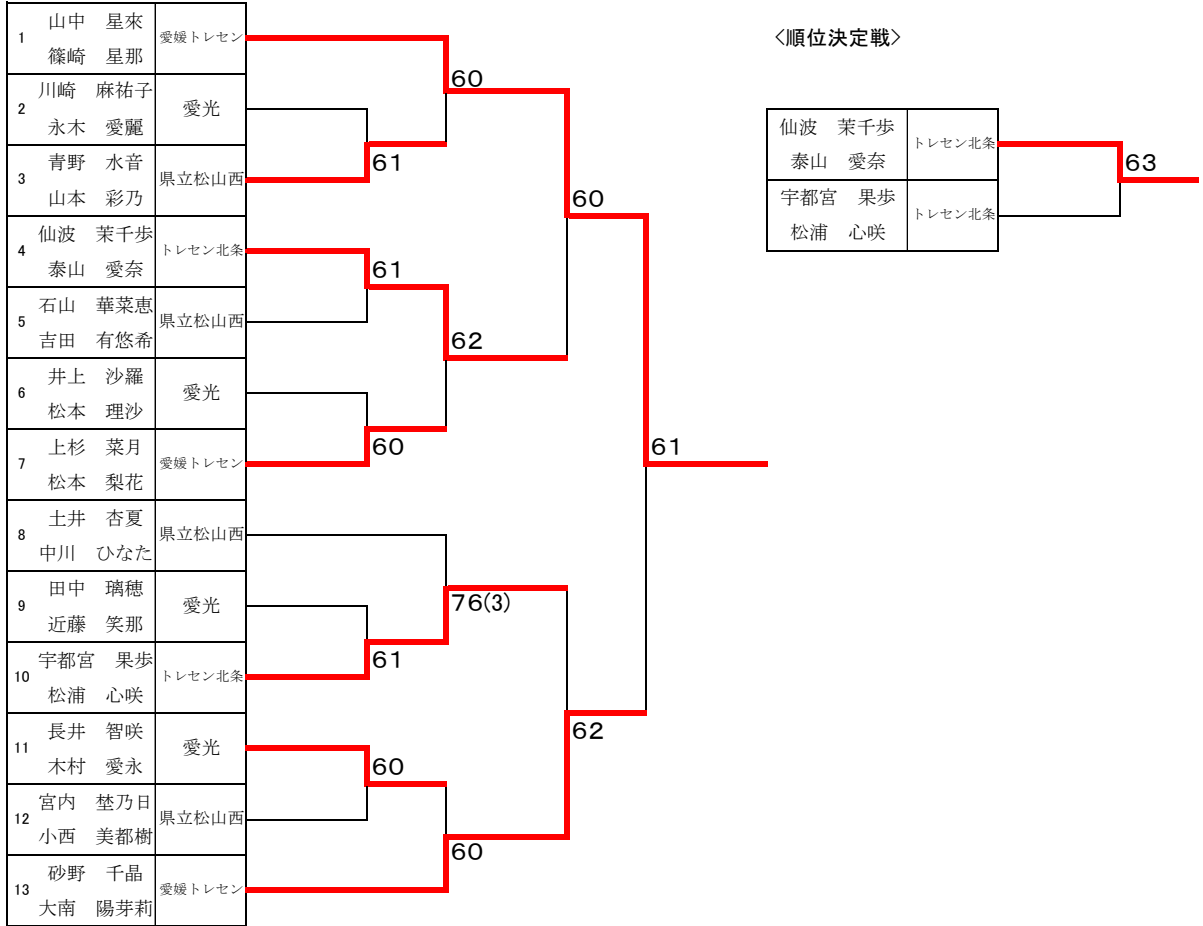 1 山中　星來 愛媛トレセン
篠崎　星那
2 川崎　麻祐子 愛光
永木　愛麗
3 青野　水音 県立松山西
山本　彩乃
4 仙波　茉千歩 トレセン北条
泰山　愛奈
5 石山　華菜恵 県立松山西
吉田　有悠希
6 井上　沙羅 愛光
松本　理沙
7 上杉　菜月 愛媛トレセン
松本　梨花
8 土井　杏夏 県立松山西
中川　ひなた
9 田中　璃穂 愛光
近藤　笑那
10 宇都宮　果歩 トレセン北条
松浦　心咲
11 長井　智咲 愛光
木村　愛永
12 宮内　埜乃日 県立松山西
小西　美都樹
13 砂野　千晶 愛媛トレセン
大南　陽芽莉
61
61
60
61
60
60
62
76(3)
60
60
62
61
〈順位決定戦〉
仙波　茉千歩 トレセン北条
泰山　愛奈
宇都宮　果歩 トレセン北条
松浦　心咲
63